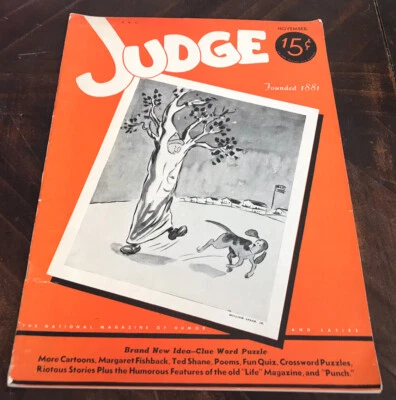 JUDGE
NOVEMBER
15¢
Founded 1881
THE NATIONAL MAGAZINE OF HUMOR AND SATIRE
Brand New Idea—Clue Word Puzzle
More Cartoons, Margaret Fishback, Ted Shane, Poems, Fun Quiz, Crossword Puzzles,
Riotous Stories Plus the Humorous Features of the old "Life" Magazine, and "Punch."